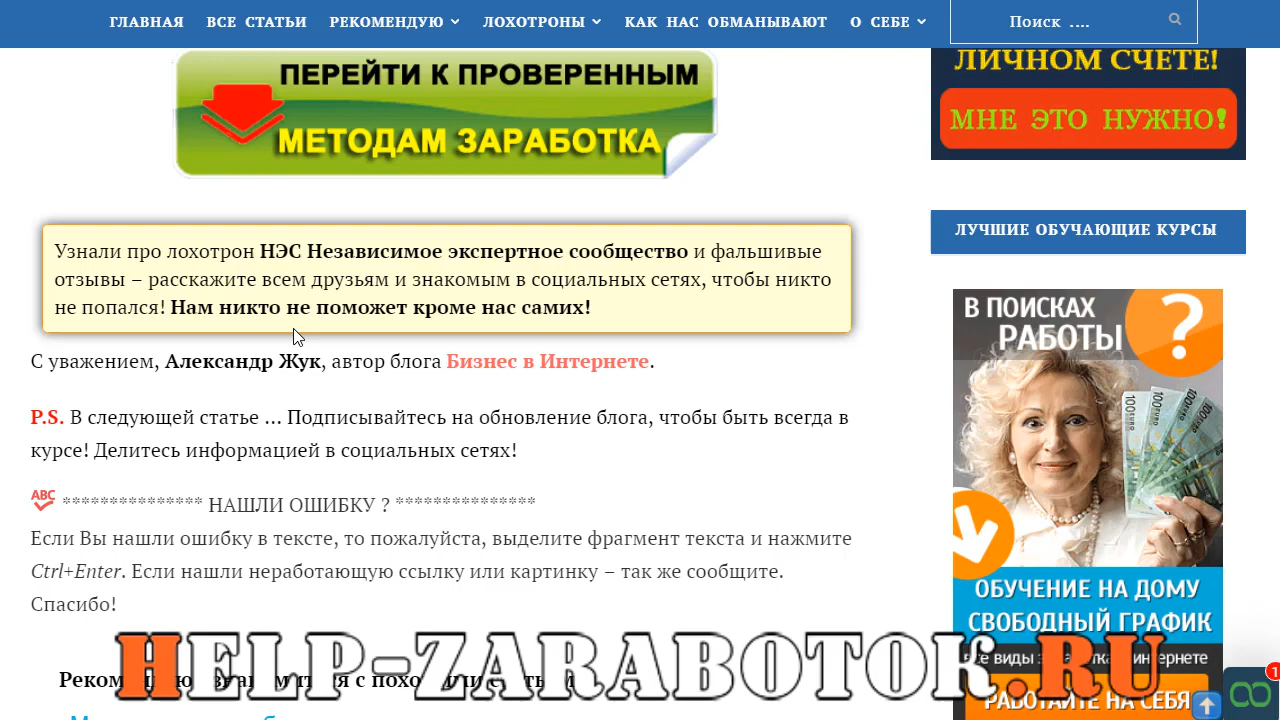 ГЛАВНАЯ ВСЕ СТАТЬИ РЕКОМЕНДУЮ ЛОХОТРОНЫ КАК НАС ОБМАНЫВАЮТ О СЕБЕ Поиск ....
ПЕРЕЙТИ К ПРОВЕРЕННЫМ
МЕТОДАМ ЗАРАБОТКА
Узнали про лохотрон НЭС Независимое экспертное сообщество и фальшивые
отзывы – расскажите всем друзьям и знакомым в социальных сетях, чтобы никто
не попался! Нам никто не поможет кроме нас самих!
С уважением, Александр Жук, автор блога Бизнес в Интернете.
P.S. В следующей статье ... Подписывайтесь на обновление блога, чтобы быть всегда в
курсе! Делитесь информацией в социальных сетях!
ABC *************** НАШЛИ ОШИБКУ ? ***************
Если Вы нашли ошибку в тексте, то пожалуйста, выделите фрагмент текста и нажмите
Ctrl+Enter. Если нашли неработающую ссылку или картинку – так же сообщите.
Спасибо!
HELP-ZARABOTOK.RU
ЛИЧНОМ СЧЕТЕ!
МНЕ ЭТО НУЖНО!
ЛУЧШИЕ ОБУЧАЮЩИЕ КУРСЫ
В ПОИСКАХ
РАБОТЫ
?
100
100
100
ОБУЧЕНИЕ НА ДОМУ
СВОБОДНЫЙ ГРАФИК
РАБОТАЙТЕ НА СЕБЯ
1